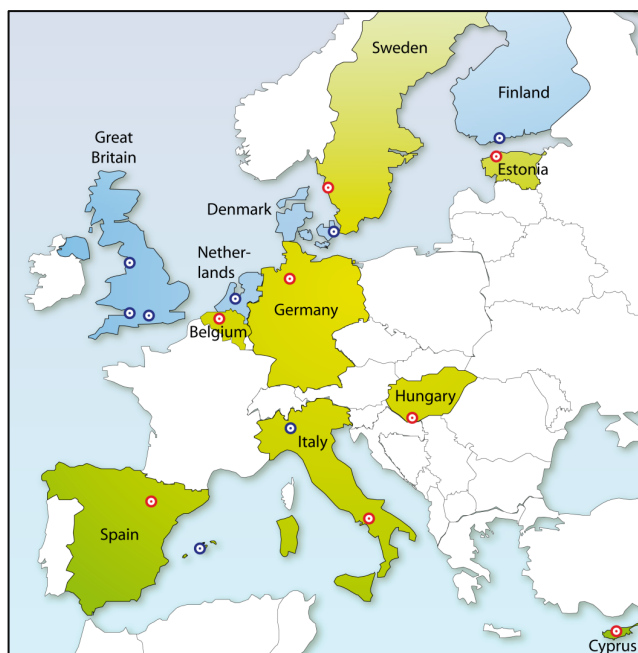 Sweden
Finland
Great
Britain
Estonia
Denmark
Nether-
lands
Germany
Belgium
Hungary
Italy
Spain
Cyprus